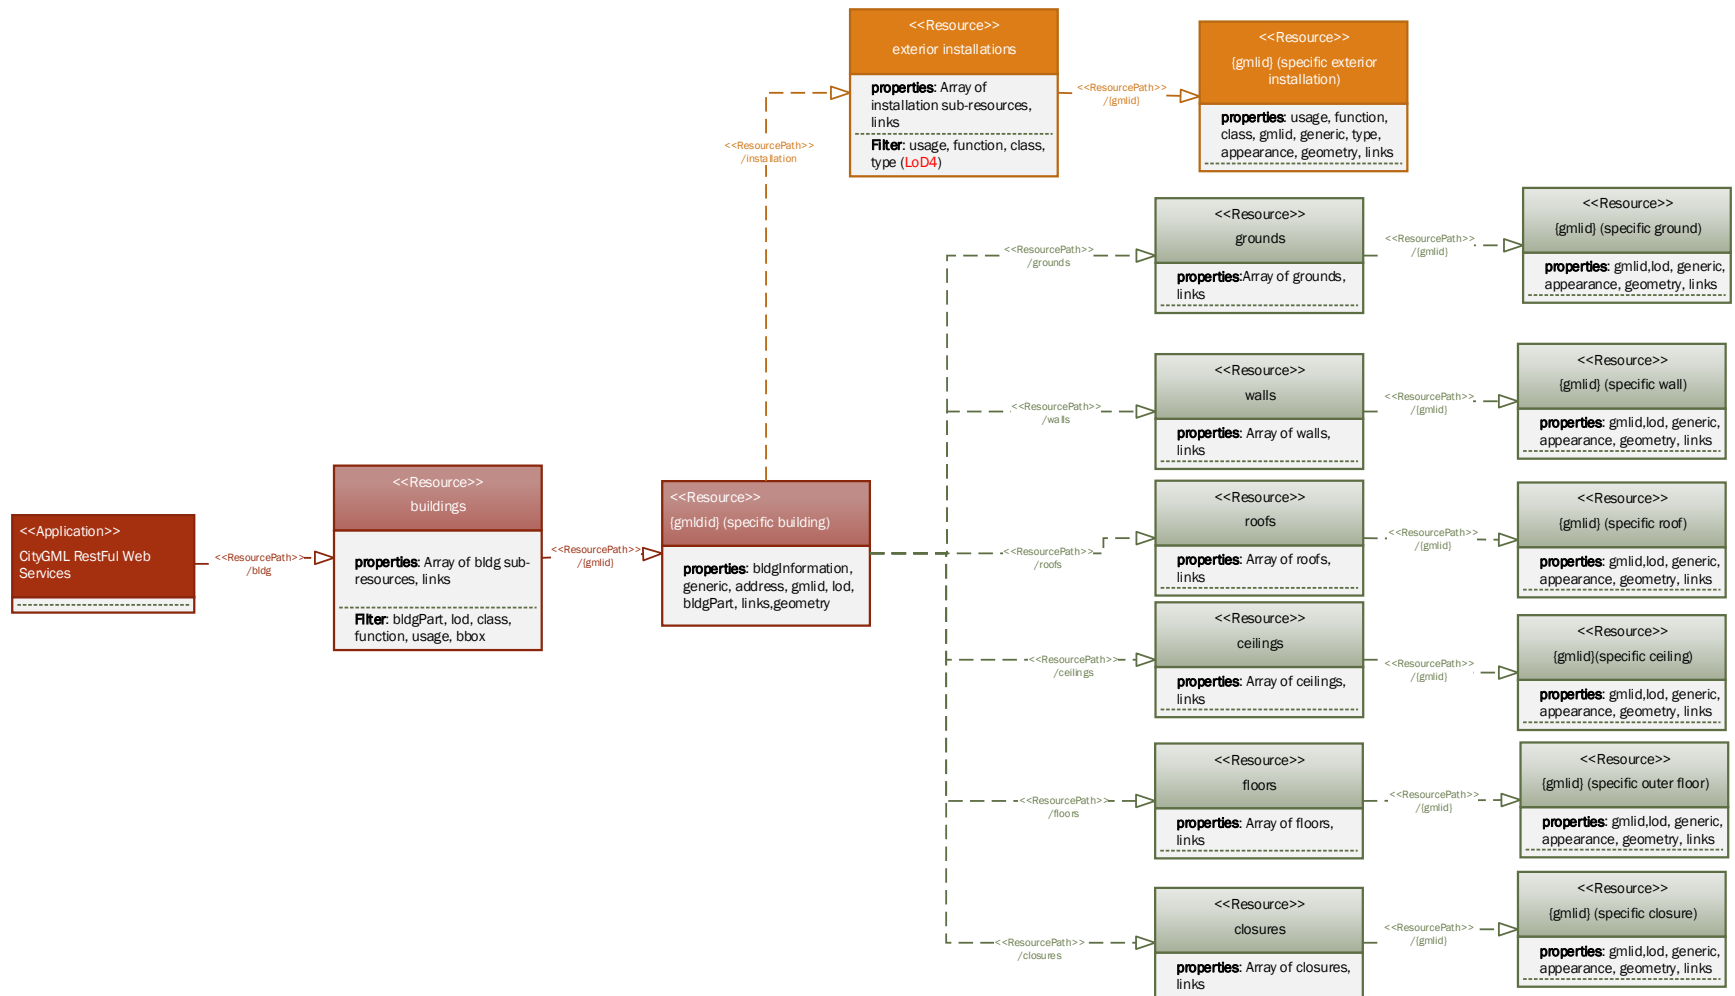 <<Resource>>
exterior installations
properties: Array of
installation sub-resources,
links
Filter: usage, function, class,
type (LoD4)
<<ResourcePath>>
/{gmlid}
<<Resource>>
{gmlid} (specific exterior
installation)
properties: usage, function,
class, gmlid, generic, type,
appearance, geometry, links
<<ResourcePath>>
/installation
<<ResourcePath>>
/grounds
<<Resource>>
grounds
properties:Array of grounds,
links
<<ResourcePath>>
/{gmlid}
<<Resource>>
{gmlid} (specific ground)
properties: gmlid,lod, generic,
appearance, geometry, links
<<ResourcePath>>
/walls
<<Resource>>
walls
properties: Array of walls,
links
<<ResourcePath>>
/{gmlid}
<<Resource>>
{gmlid} (specific wall)
properties: gmlid,lod, generic,
appearance, geometry, links
<<Application>>
CityGML RestFul Web
Services
<<ResourcePath>>
/bldg
<<Resource>>
buildings
properties: Array of bldg sub-
resources, links
Filter: bldgPart, lod, class,
function, usage, bbox
<<ResourcePath>>
/{gmlid}
<<Resource>>
{gmldid} (specific building)
properties: bldgInformation,
generic, address, gmlid, lod,
bldgPart, links,geometry
<<ResourcePath>>
/roofs
<<Resource>>
roofs
properties: Array of roofs,
links
<<ResourcePath>>
/{gmlid}
<<Resource>>
{gmlid} (specific roof)
properties: gmlid,lod, generic,
appearance, geometry, links
<<ResourcePath>>
/ceilings
<<Resource>>
ceilings
properties: Array of ceilings,
links
<<ResourcePath>>
/{gmlid}
<<Resource>>
{gmlid}(specific ceiling)
properties: gmlid,lod, generic,
appearance, geometry, links
<<ResourcePath>>
/floors
<<Resource>>
floors
properties: Array of floors,
links
<<ResourcePath>>
/{gmlid}
<<Resource>>
{gmlid} (specific outer floor)
properties: gmlid,lod, generic,
appearance, geometry, links
<<ResourcePath>>
/closures
<<Resource>>
closures
properties: Array of closures,
links
<<ResourcePath>>
/{gmlid}
<<Resource>>
{gmlid} (specific closure)
properties: gmlid,lod, generic,
appearance, geometry, links